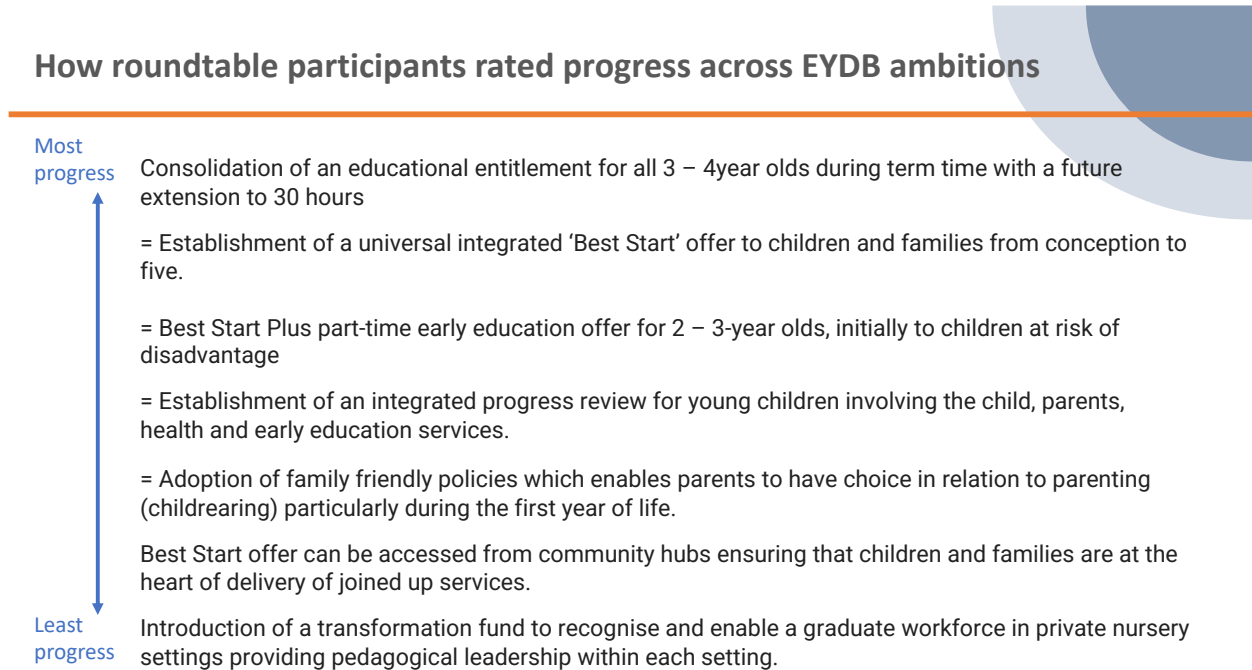 How roundtable participants rated progress across EYDB ambitions
Most
progress
Consolidation of an educational entitlement for all 3 – 4year olds during term time with a future
extension to 30 hours
= Establishment of a universal integrated ‘Best Start’ offer to children and families from conception to
five.
= Best Start Plus part-time early education offer for 2 – 3-year olds, initially to children at risk of
disadvantage
= Establishment of an integrated progress review for young children involving the child, parents,
health and early education services.
= Adoption of family friendly policies which enables parents to have choice in relation to parenting
(childrearing) particularly during the first year of life.
Best Start offer can be accessed from community hubs ensuring that children and families are at the
heart of delivery of joined up services.
Least
progress
Introduction of a transformation fund to recognise and enable a graduate workforce in private nursery
settings providing pedagogical leadership within each setting.